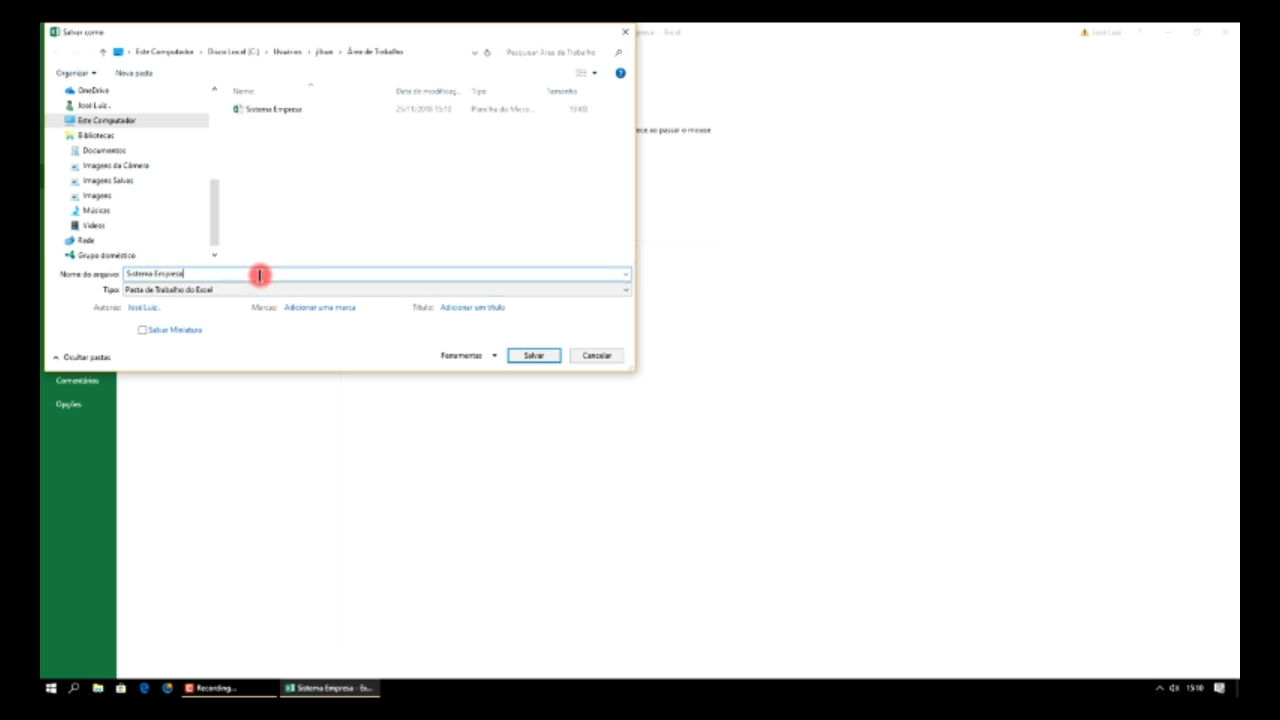 Salvar como
Este Computador › Disco Local (C:) › Usuários › jlban › Área de Trabalho
Pesquisar Área de Trabalho
Organizar
Nova pasta
Nome
Data de modificaç...
Tipo
Tamanho
OneDrive
José Luiz .
Este Computador
Bibliotecas
Documentos
Imagens da Câmera
Imagens Salvas
Imagens
Músicas
Vídeos
Rede
Grupo doméstico
Sistema Empresa
25/11/2018 15:10
Planilha do Micro...
19 KB
Nome do arquivo: Sistema Empresa
Tipo: Pasta de Trabalho do Excel
Autores: José Luiz .
Marcas: Adicionar uma marca
Título: Adicionar um título
Salvar Miniatura
Ocultar pastas
Ferramentas
Salvar
Cancelar
presa - Excel
José Luiz .
?
ece ao passar o mouse
Comentários
Opções
Recording...
Sistema Empresa - Ex...
15:10